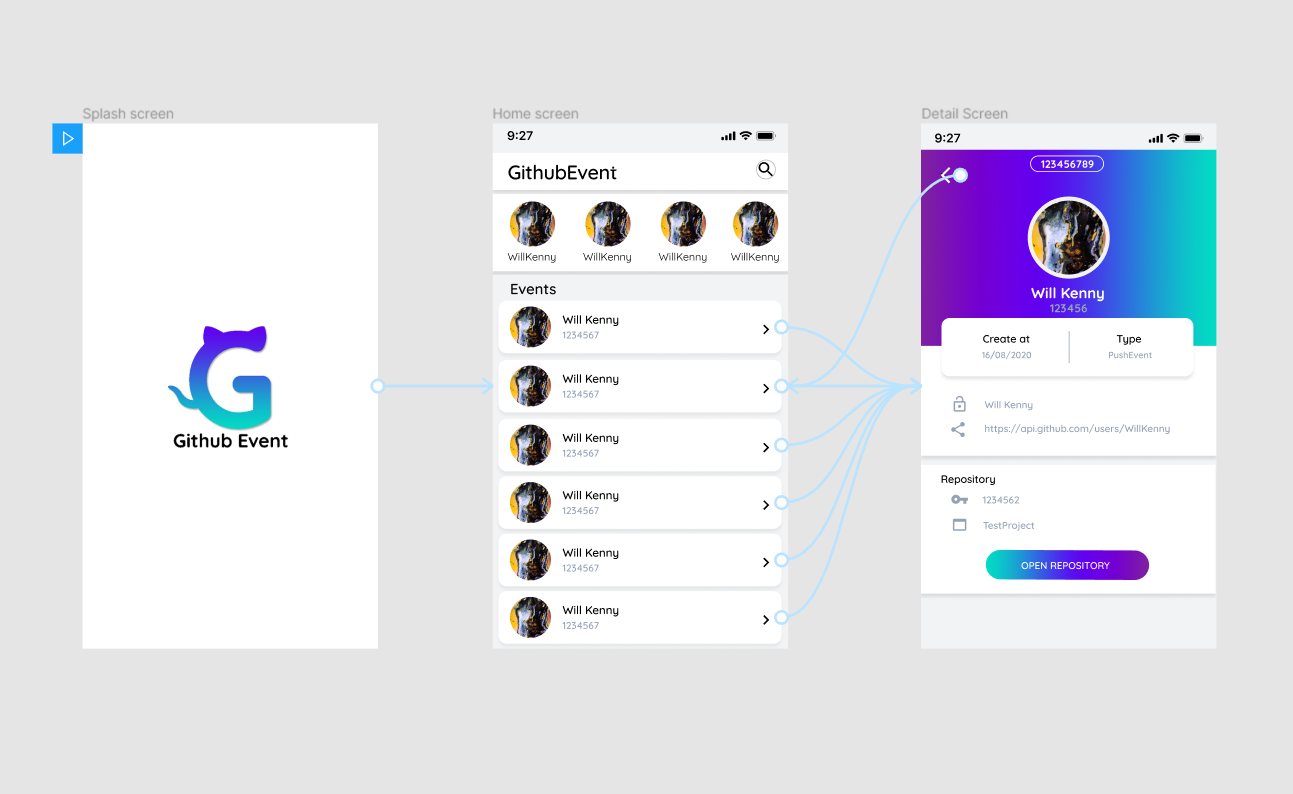 Splash screen
Github Event
Home screen
9:27
GithubEvent
WillKenny WillKenny WillKenny WillKenny
Events
Will Kenny
1234567
Will Kenny
1234567
Will Kenny
1234567
Will Kenny
1234567
Will Kenny
1234567
Will Kenny
1234567
Detail Screen
9:27
123456789
Will Kenny
123456
Create at Type
16/08/2020 PushEvent
Will Kenny
https://api.github.com/users/WillKenny
Repository
1234562
TestProject
OPEN REPOSITORY